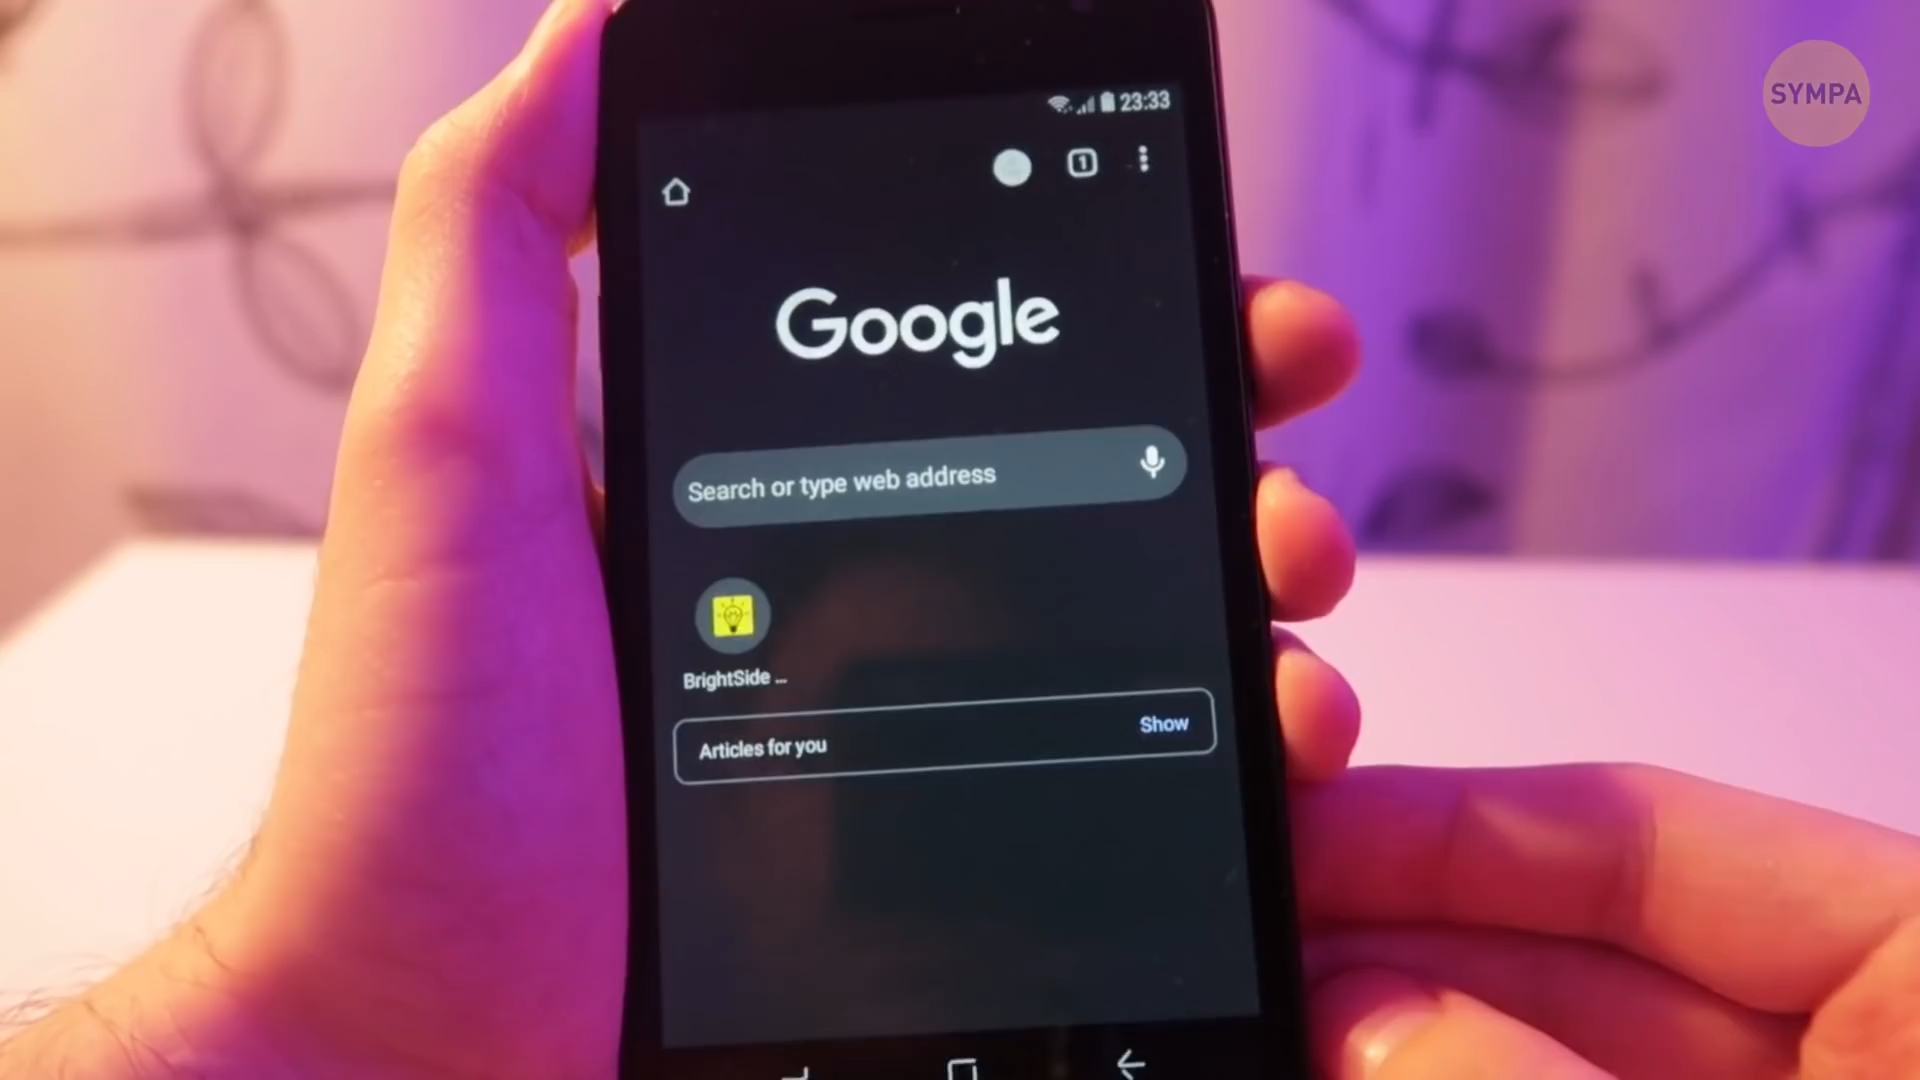 SYMPA
23:33
1
Google
Search or type web address
BrightSide ...
Articles for you
Show